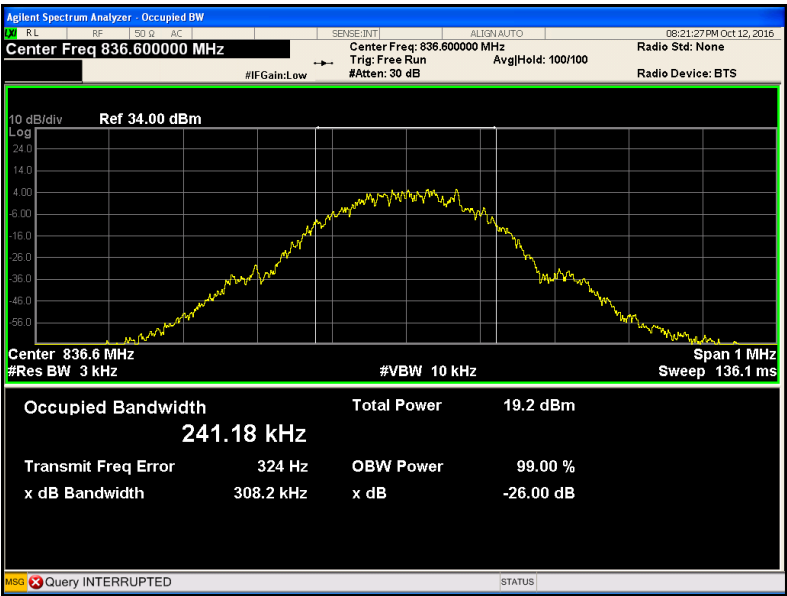 Agilent Spectrum Analyzer - Occupied BW
LXI RL RF 50 Ω AC SENSE:INT ALIGN AUTO 08:21:27 PM Oct 12, 2016
Center Freq 836.600000 MHz Center Freq: 836.600000 MHz Radio Std: None
Trig: Free Run Avg|Hold: 100/100
#IFGain:Low #Atten: 30 dB Radio Device: BTS
10 dB/div Ref 34.00 dBm
Log
24.0
14.0
4.00
-6.00
-16.0
-26.0
-36.0
-46.0
-56.0
Center 836.6 MHz Span 1 MHz
#Res BW 3 kHz #VBW 10 kHz Sweep 136.1 ms
Occupied Bandwidth Total Power 19.2 dBm
241.18 kHz
Transmit Freq Error 324 Hz OBW Power 99.00 %
x dB Bandwidth 308.2 kHz x dB -26.00 dB
MSG Query INTERRUPTED STATUS